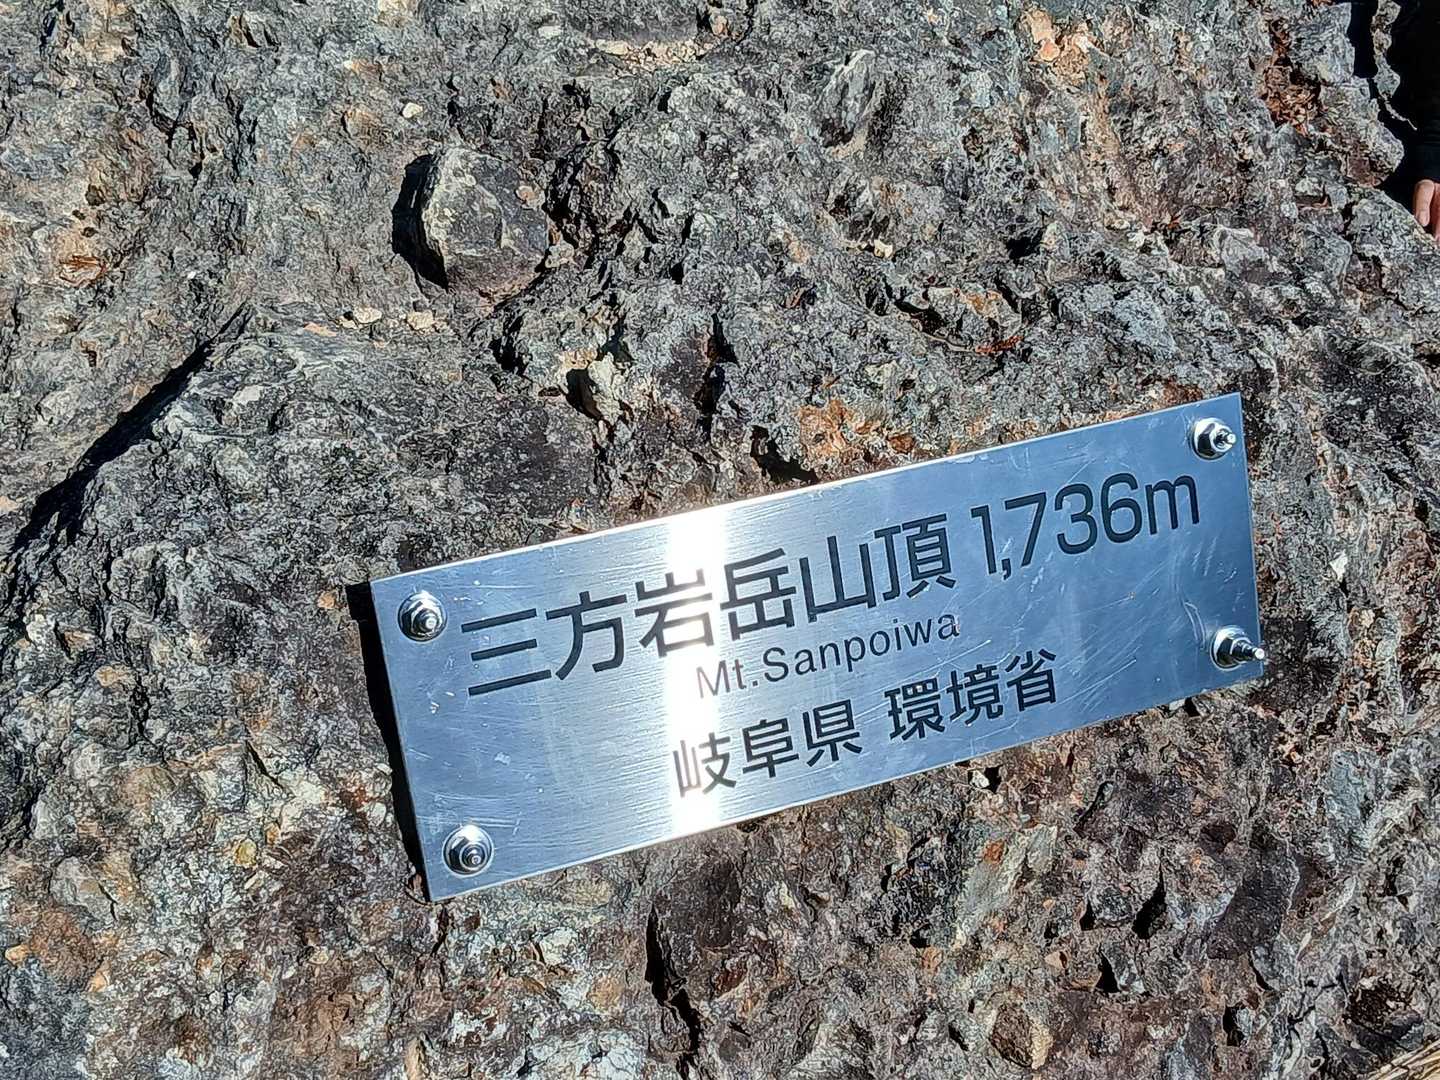 三方岩岳山頂 1,736m
Mt.Sanpoiwa
岐阜県 環境省